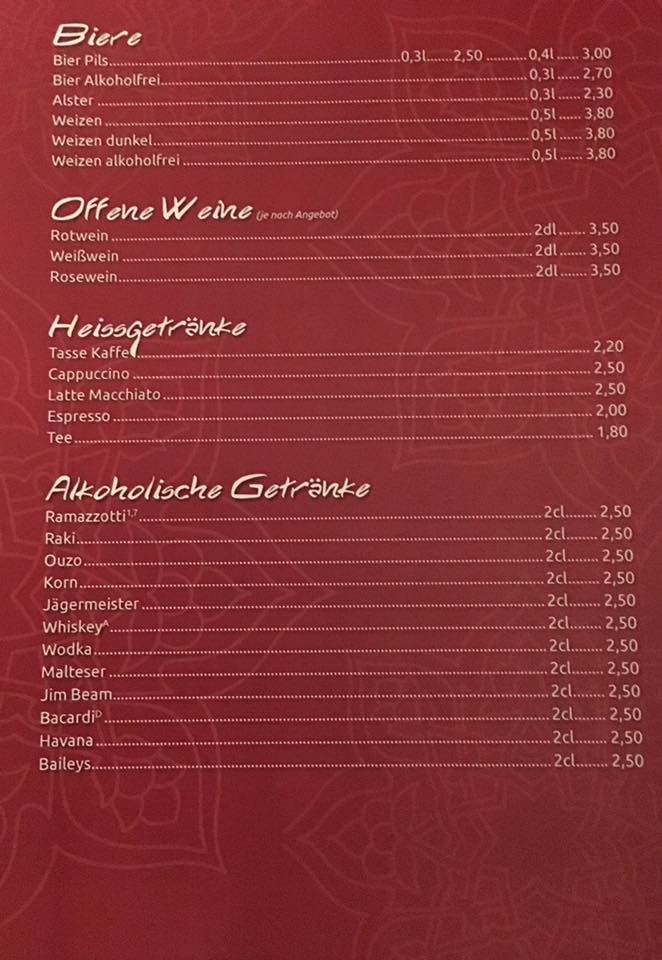 Biere
Bier Pils 0,3l 2,50 0,4l 3,00
Bier Alkoholfrei 0,3l 2,70
Alster 0,3l 2,30
Weizen 0,5l 3,80
Weizen dunkel 0,5l 3,80
Weizen alkoholfrei 0,5l 3,80
Offene Weine (je nach Angebot)
Rotwein 2dl 3,50
Weißwein 2dl 3,50
Rosewein 2dl 3,50
Heissgetränke
Tasse Kaffe 2,20
Cappuccino 2,50
Latte Macchiato 2,50
Espresso 2,00
Tee 1,80
Alkoholische Getränke
Ramazzotti1,7 2cl 2,50
Raki 2cl 2,50
Ouzo 2cl 2,50
Korn 2cl 2,50
Jägermeister 2cl 2,50
WhiskeyA 2cl 2,50
Wodka 2cl 2,50
Malteser 2cl 2,50
Jim Beam 2cl 2,50
BacardiD 2cl 2,50
Havana 2cl 2,50
Baileys 2cl 2,50